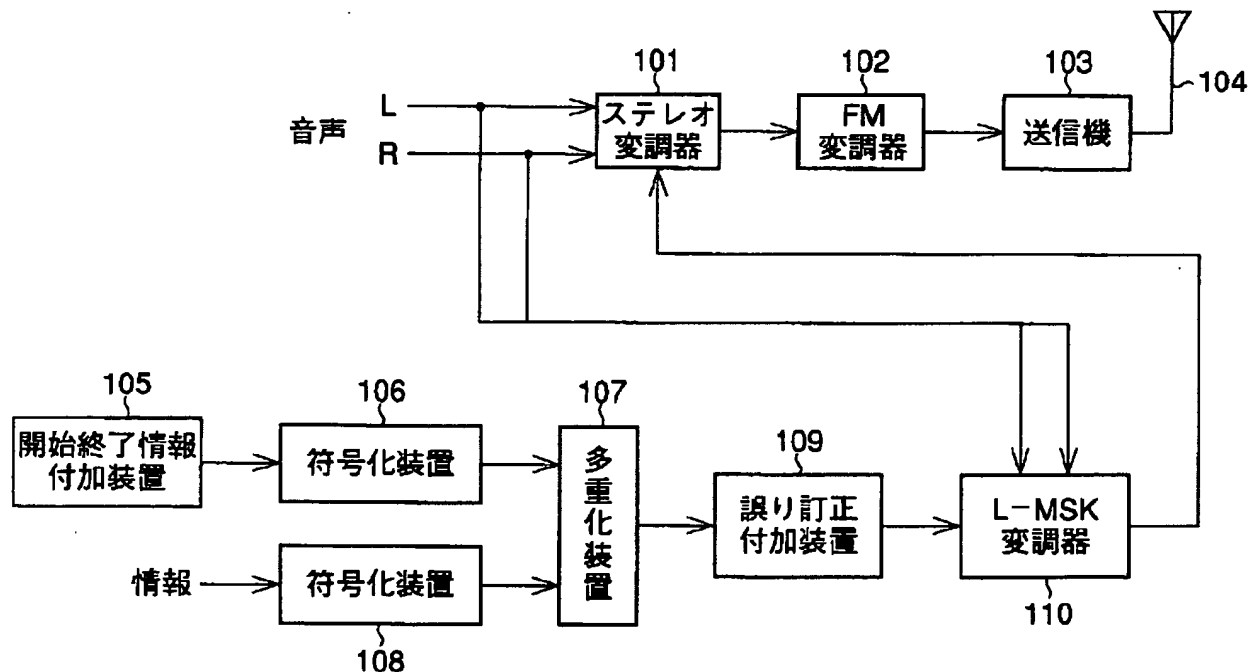 101
102
103
104
音声
L
R
ステレオ
変調器
FM
変調器
送信機
105
106
107
109
開始終了情報
付加装置
符号化装置
多重化装置
誤り訂正
付加装置
L-MSK
変調器
情報
符号化装置
108
110